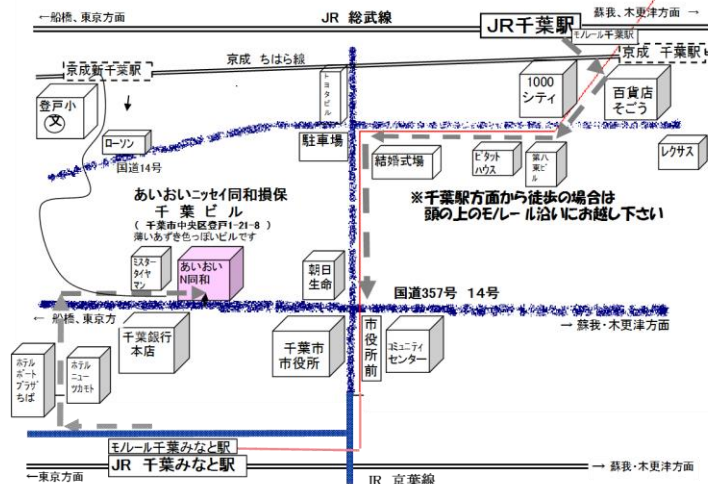 ←船橋、東京方面
JR 総武線
蘇我、木更津方面 →
JR千葉駅
モノルール千葉駅
京成 ちはら線
京成新千葉駅
京成 千葉駅
登戸小
文
トヨタビル
1000
シティ
百貨店
そごう
ローソン
駐車場
結婚式場
ピタット
ハウス
第八
東ビ
ル
レクサス
国道14号
あいおいニッセイ同和損保
千 葉 ビ ル
( 千葉市中央区登戸1-21-8 )
薄いあずき色っぽいビルです
※千葉駅方面から徒歩の場合は
頭の上のモノレール沿いにお越し下さい
ミスター
タイヤ
マン
あいおい
N同和
朝日
生命
国道357号 14号
← 船橋、東京方
→ 蘇我・木更津方面
千葉銀行
本店
千葉市
市役所
市役所前
コミュニティ
センター
ホテル
ポート
プラザ
ちば
ホテル
ニュー
ツカモト
モルール千葉みなと駅
JR 千葉みなと駅
←東京方面
JR 京葉線
→ 蘇我・木更津方面